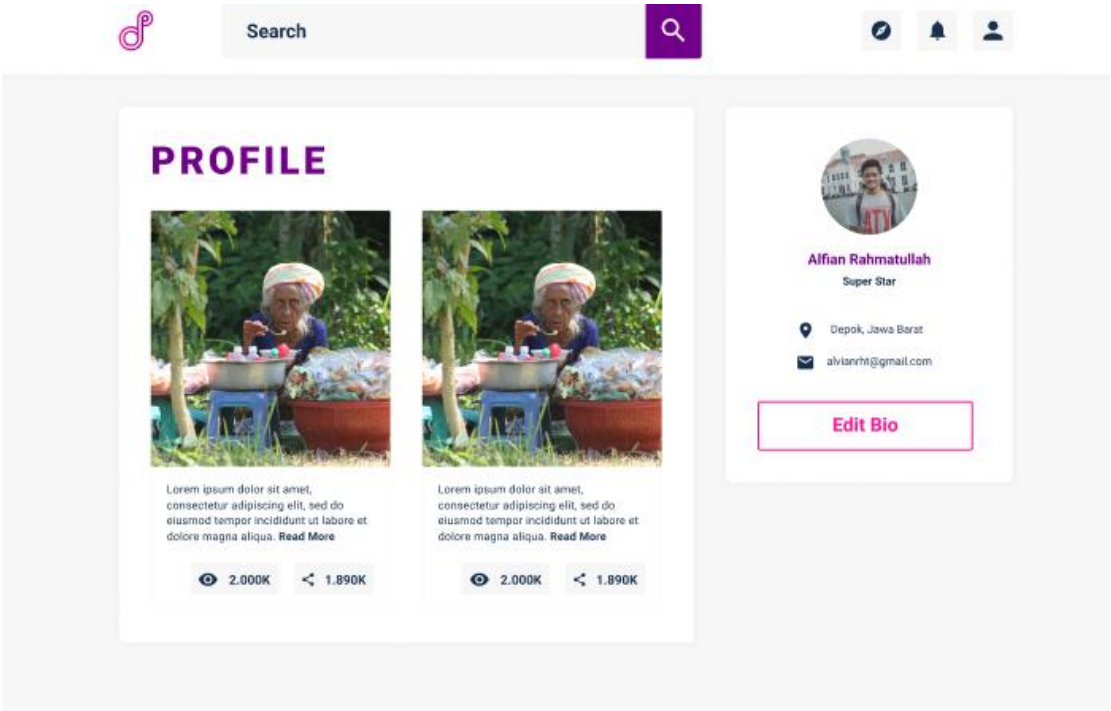 Search
PROFILE
Lorem ipsum dolor sit amet,
consectetur adipiscing elit, sed do
eiusmod tempor incididunt ut labore et
dolore magna aliqua. Read More
2.000K
1.890K
Lorem ipsum dolor sit amet,
consectetur adipiscing elit, sed do
eiusmod tempor incididunt ut labore et
dolore magna aliqua. Read More
2.000K
1.890K
Alfian Rahmatullah
Super Star
Depok, Jawa Barat
alvianrht@gmail.com
Edit Bio